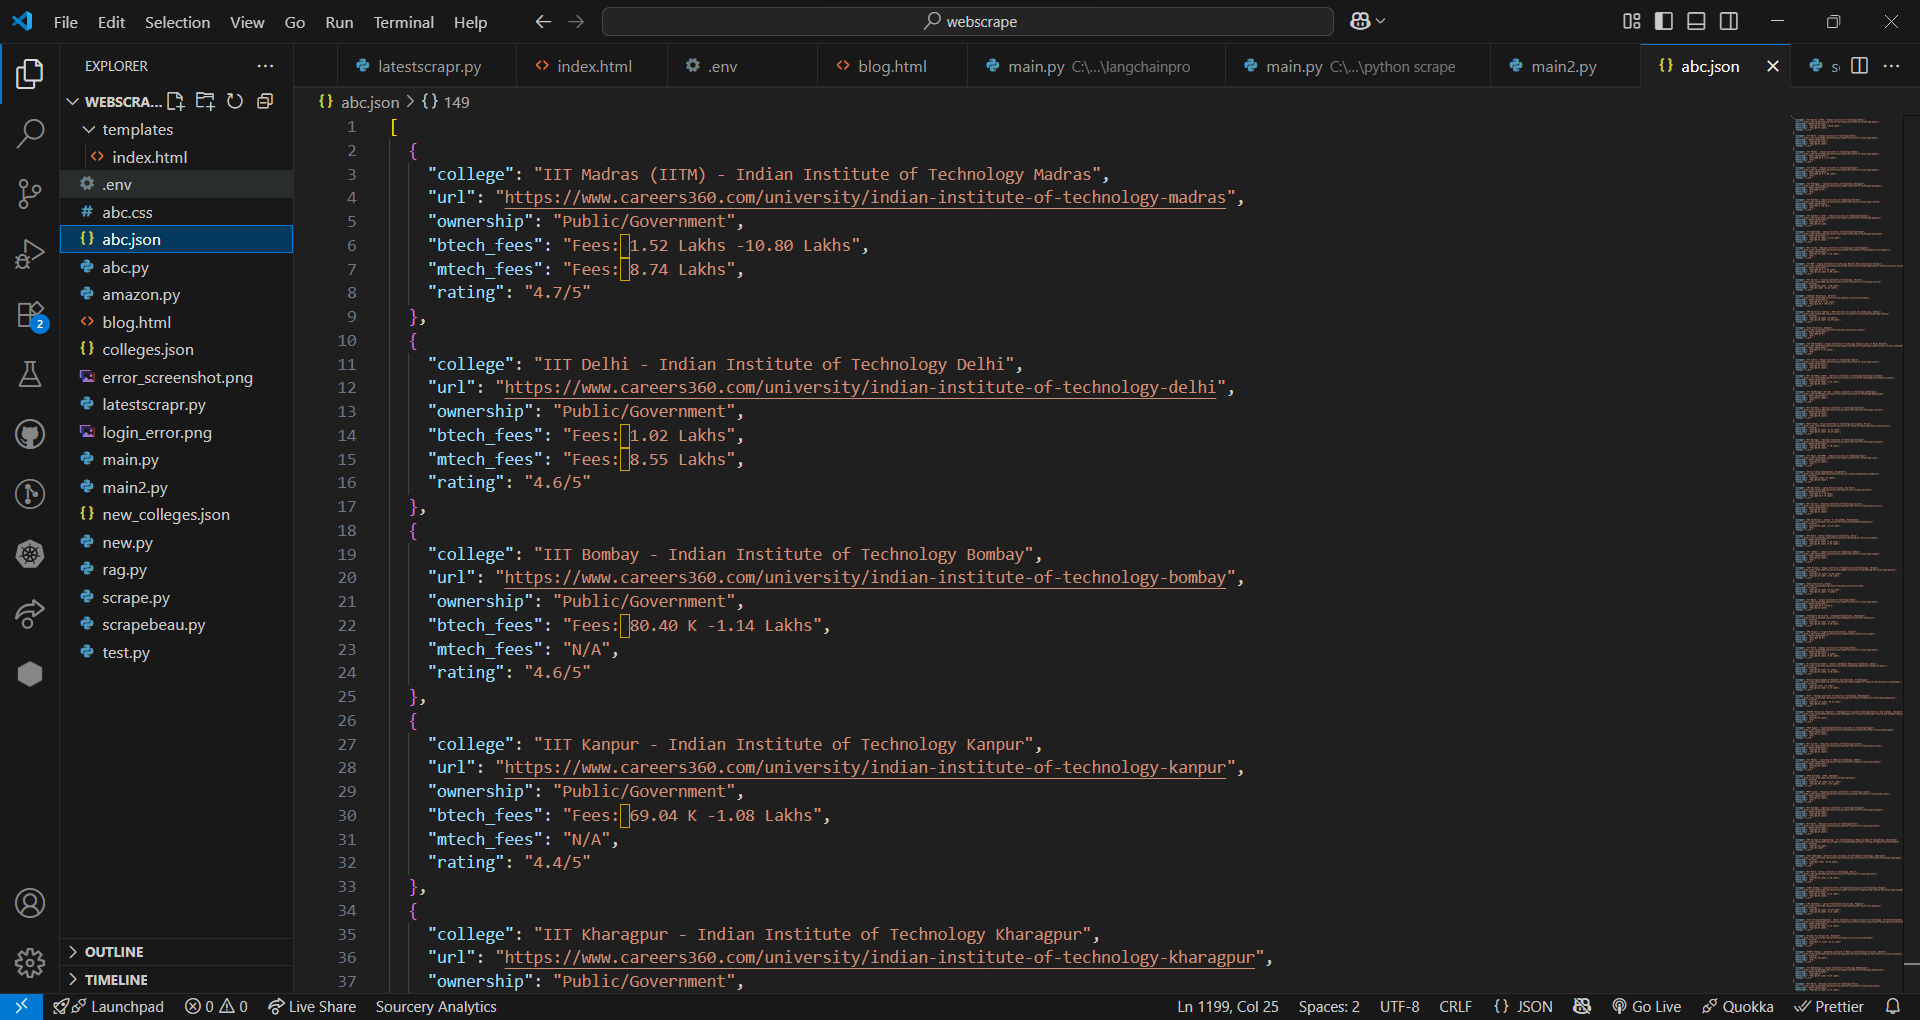 File Edit Selection View Go Run Terminal Help
webscrape
EXPLORER
latestscrapr.py
index.html
.env
blog.html
main.py C:\...\langchainpro
main.py C:\...\python scrape
main2.py
{} abc.json
WEBSCRA...
{} abc.json > {} 149
templates
index.html
.env
# abc.css
{} abc.json
abc.py
amazon.py
blog.html
{} colleges.json
error_screenshot.png
latestscrapr.py
login_error.png
main.py
main2.py
{} new_colleges.json
new.py
rag.py
scrape.py
scrapebeau.py
test.py
2
OUTLINE
TIMELINE
1 [
2 {
3 "college": "IIT Madras (IITM) - Indian Institute of Technology Madras",
4 "url": "https://www.careers360.com/university/indian-institute-of-technology-madras",
5 "ownership": "Public/Government",
6 "btech_fees": "Fees: 1.52 Lakhs -10.80 Lakhs",
7 "mtech_fees": "Fees: 8.74 Lakhs",
8 "rating": "4.7/5"
9 },
10 {
11 "college": "IIT Delhi - Indian Institute of Technology Delhi",
12 "url": "https://www.careers360.com/university/indian-institute-of-technology-delhi",
13 "ownership": "Public/Government",
14 "btech_fees": "Fees: 1.02 Lakhs",
15 "mtech_fees": "Fees: 8.55 Lakhs",
16 "rating": "4.6/5"
17 },
18 {
19 "college": "IIT Bombay - Indian Institute of Technology Bombay",
20 "url": "https://www.careers360.com/university/indian-institute-of-technology-bombay",
21 "ownership": "Public/Government",
22 "btech_fees": "Fees: 80.40 K -1.14 Lakhs",
23 "mtech_fees": "N/A",
24 "rating": "4.6/5"
25 },
26 {
27 "college": "IIT Kanpur - Indian Institute of Technology Kanpur",
28 "url": "https://www.careers360.com/university/indian-institute-of-technology-kanpur",
29 "ownership": "Public/Government",
30 "btech_fees": "Fees: 69.04 K -1.08 Lakhs",
31 "mtech_fees": "N/A",
32 "rating": "4.4/5"
33 },
34 {
35 "college": "IIT Kharagpur - Indian Institute of Technology Kharagpur",
36 "url": "https://www.careers360.com/university/indian-institute-of-technology-kharagpur",
37 "ownership": "Public/Government",
Launchpad 0 0 Live Share Sourcery Analytics Ln 1199, Col 25 Spaces: 2 UTF-8 CRLF {} JSON Go Live Quokka Prettier